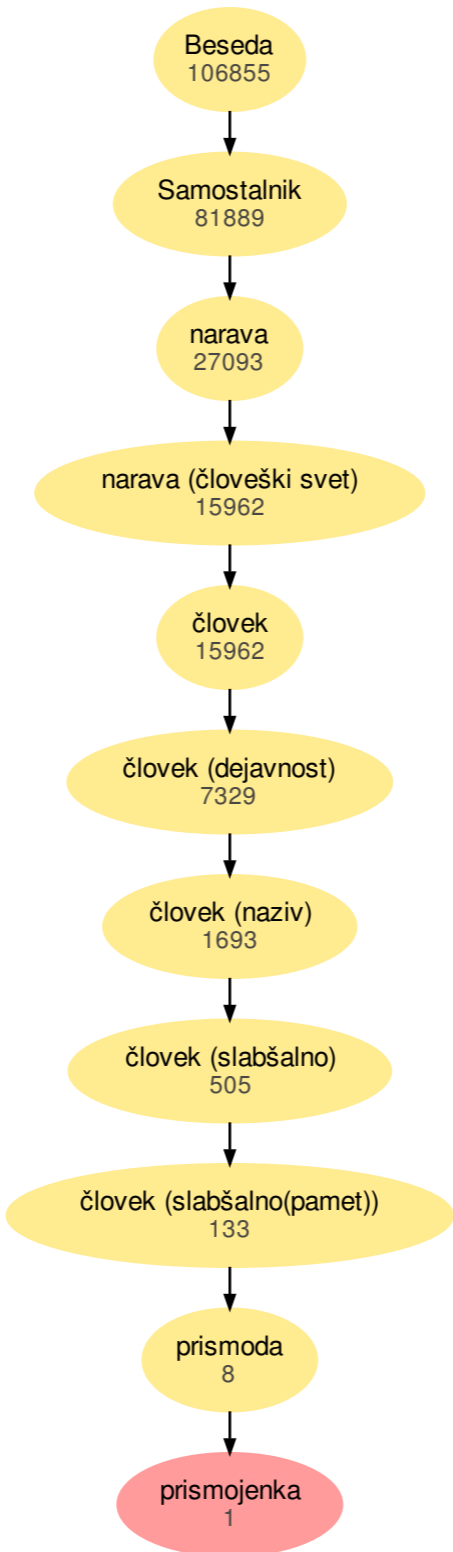 Beseda
106855
Samostalnik
81889
narava
27093
narava (človeški svet)
15962
človek
15962
človek (dejavnost)
7329
človek (naziv)
1693
človek (slabšalno)
505
človek (slabšalno(pamet))
133
prismoda
8
prismojenka
1